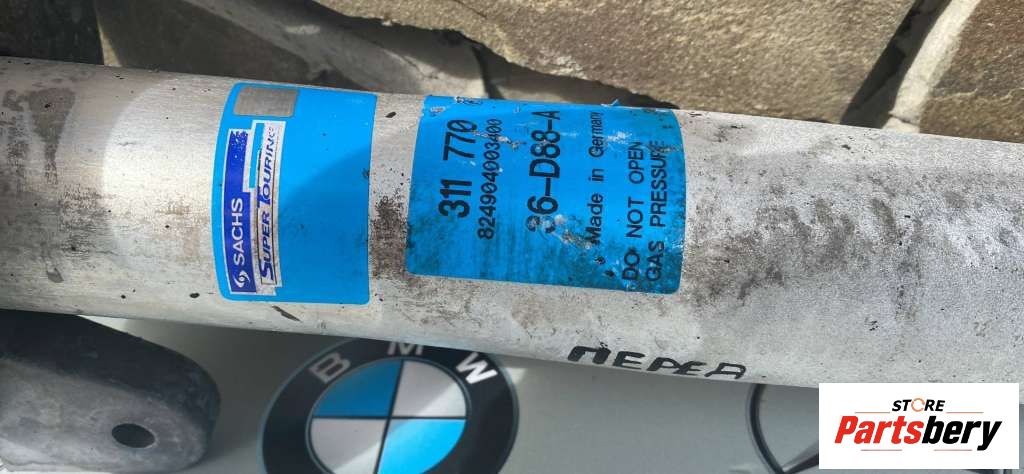 SACHS
SUPER TOURING
311 770
824904003400
36-D88-A
Made in Germany
DO NOT OPEN
GAS PRESSURE
BMW
ПЕРЕД
STORE
Partsbery